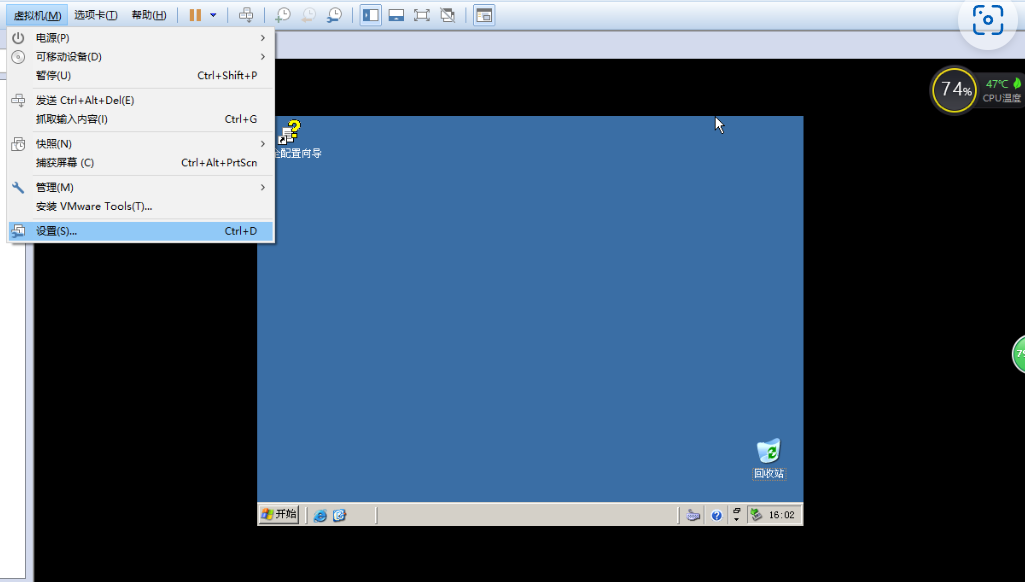 虚拟机(M) 选项卡(T) 帮助(H)
电源(P)
可移动设备(D)
暂停(U) Ctrl+Shift+P
发送 Ctrl+Alt+Del(E)
抓取输入内容(I) Ctrl+G
快照(N)
捕获屏幕 (C) Ctrl+Alt+PrtScn
管理(M)
安装 VMware Tools(T)...
设置(S)... Ctrl+D
74%
47℃
CPU温度
配置向导
回收站
开始
16:02